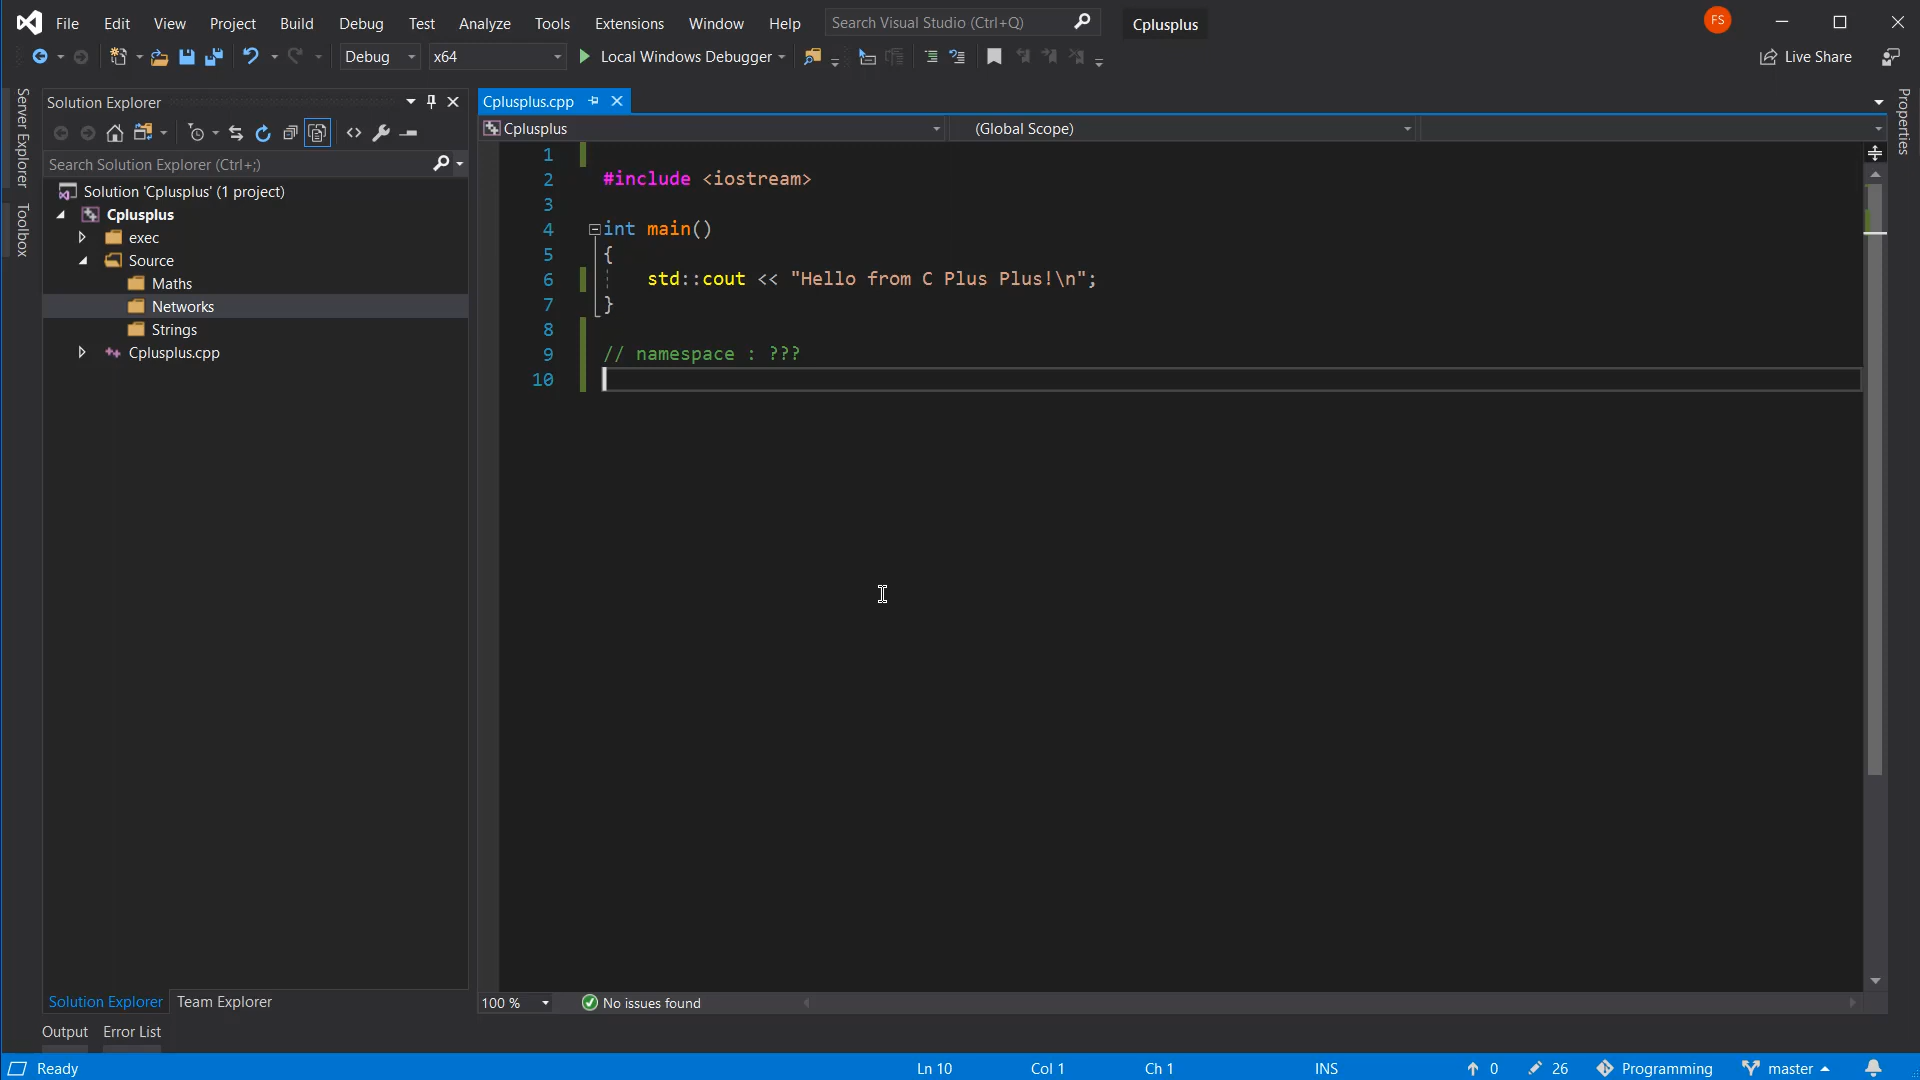 File Edit View Project Build Debug Test Analyze Tools Extensions Window Help Search Visual Studio (Ctrl+Q) Cplusplus FS
Debug x64 Local Windows Debugger Live Share
Server Explorer
Toolbox
Solution Explorer
Search Solution Explorer (Ctrl+;)
Solution 'Cplusplus' (1 project)
Cplusplus
exec
Source
Maths
Networks
Strings
Cplusplus.cpp
Solution Explorer Team Explorer
Output Error List
Cplusplus.cpp
Cplusplus (Global Scope)
1
2 #include <iostream>
3
4 int main()
5 {
6 std::cout << "Hello from C Plus Plus!\n";
7 }
8
9 // namespace : ???
10
100 % No issues found
Properties
Ready Ln 10 Col 1 Ch 1 INS 0 26 Programming master